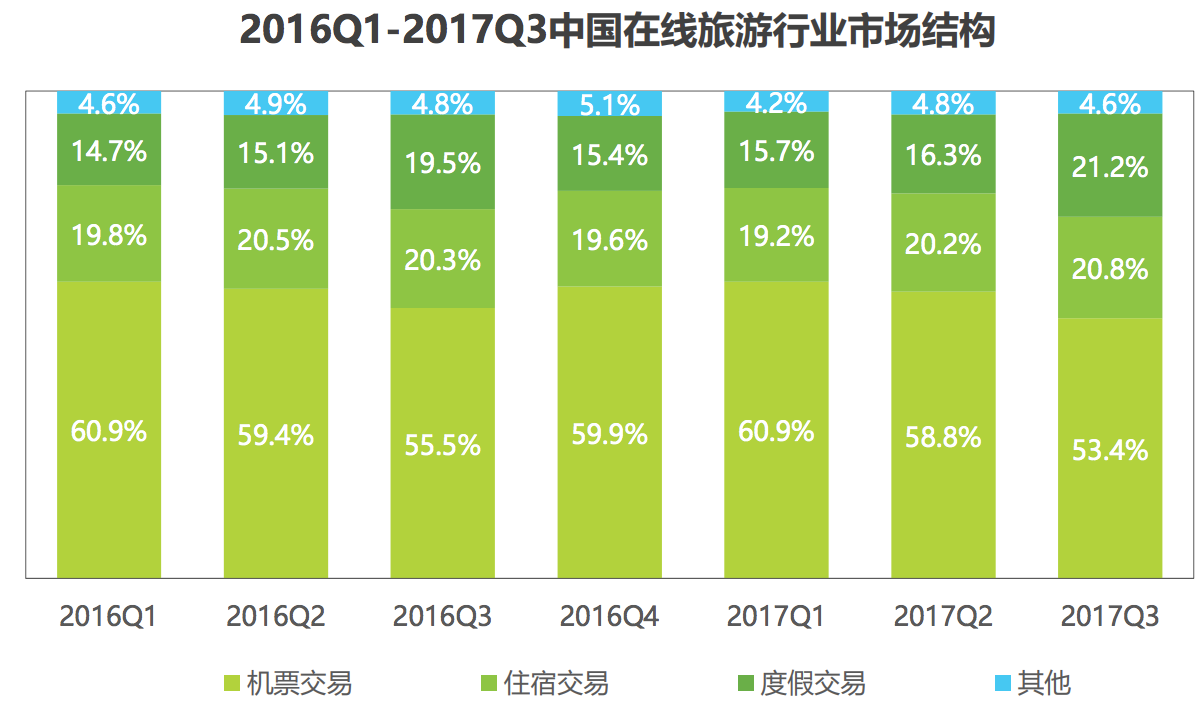 2016Q1-2017Q3中国在线旅游行业市场结构
4.6% 4.9% 4.8% 5.1% 4.2% 4.8% 4.6%
14.7% 15.1% 19.5% 15.4% 15.7% 16.3% 21.2%
19.8% 20.5% 20.3% 19.6% 19.2% 20.2% 20.8%
60.9% 59.4% 55.5% 59.9% 60.9% 58.8% 53.4%
2016Q1 2016Q2 2016Q3 2016Q4 2017Q1 2017Q2 2017Q3
机票交易 住宿交易 度假交易 其他